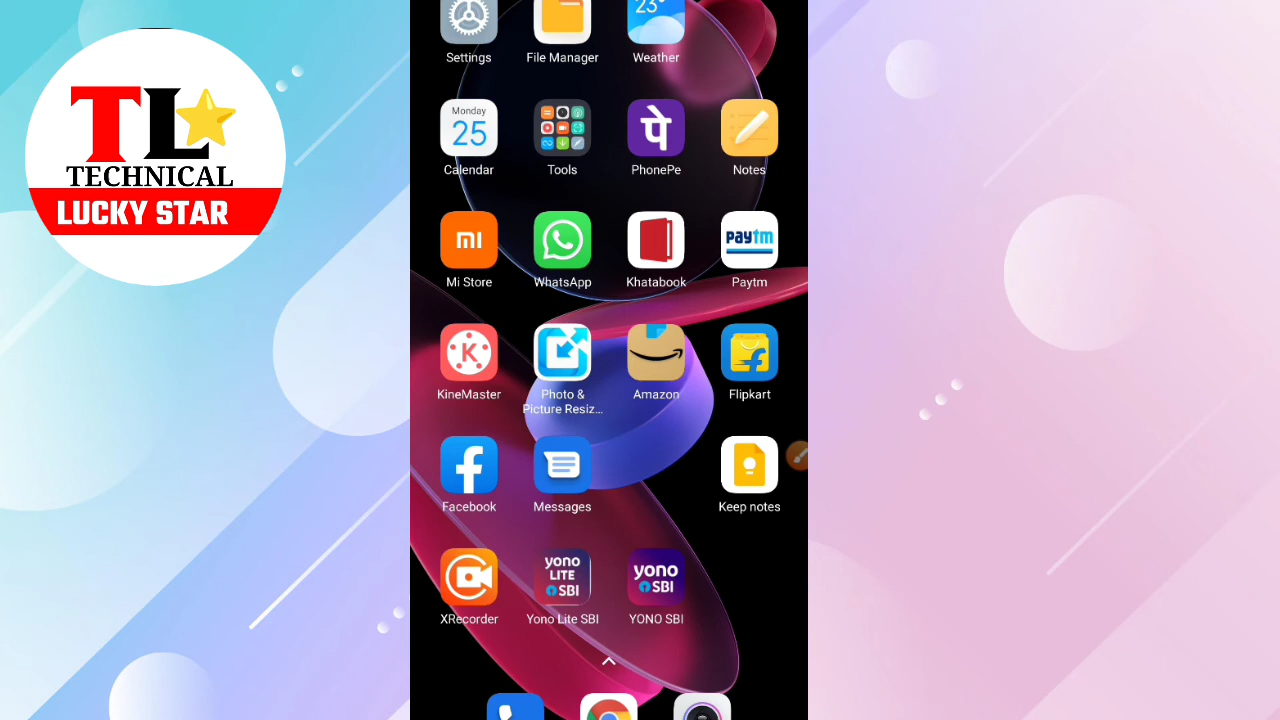 TL
TECHNICAL
LUCKY STAR
23°
Settings
File Manager
Weather
Monday
25
पे
Calendar
Tools
PhonePe
Notes
mi
paytm
Mi Store
WhatsApp
Khatabook
Paytm
K
KineMaster
Photo &
Picture Resiz...
Amazon
Flipkart
Facebook
Messages
Keep notes
yono
LITE
SBI
yono
SBI
XRecorder
Yono Lite SBI
YONO SBI